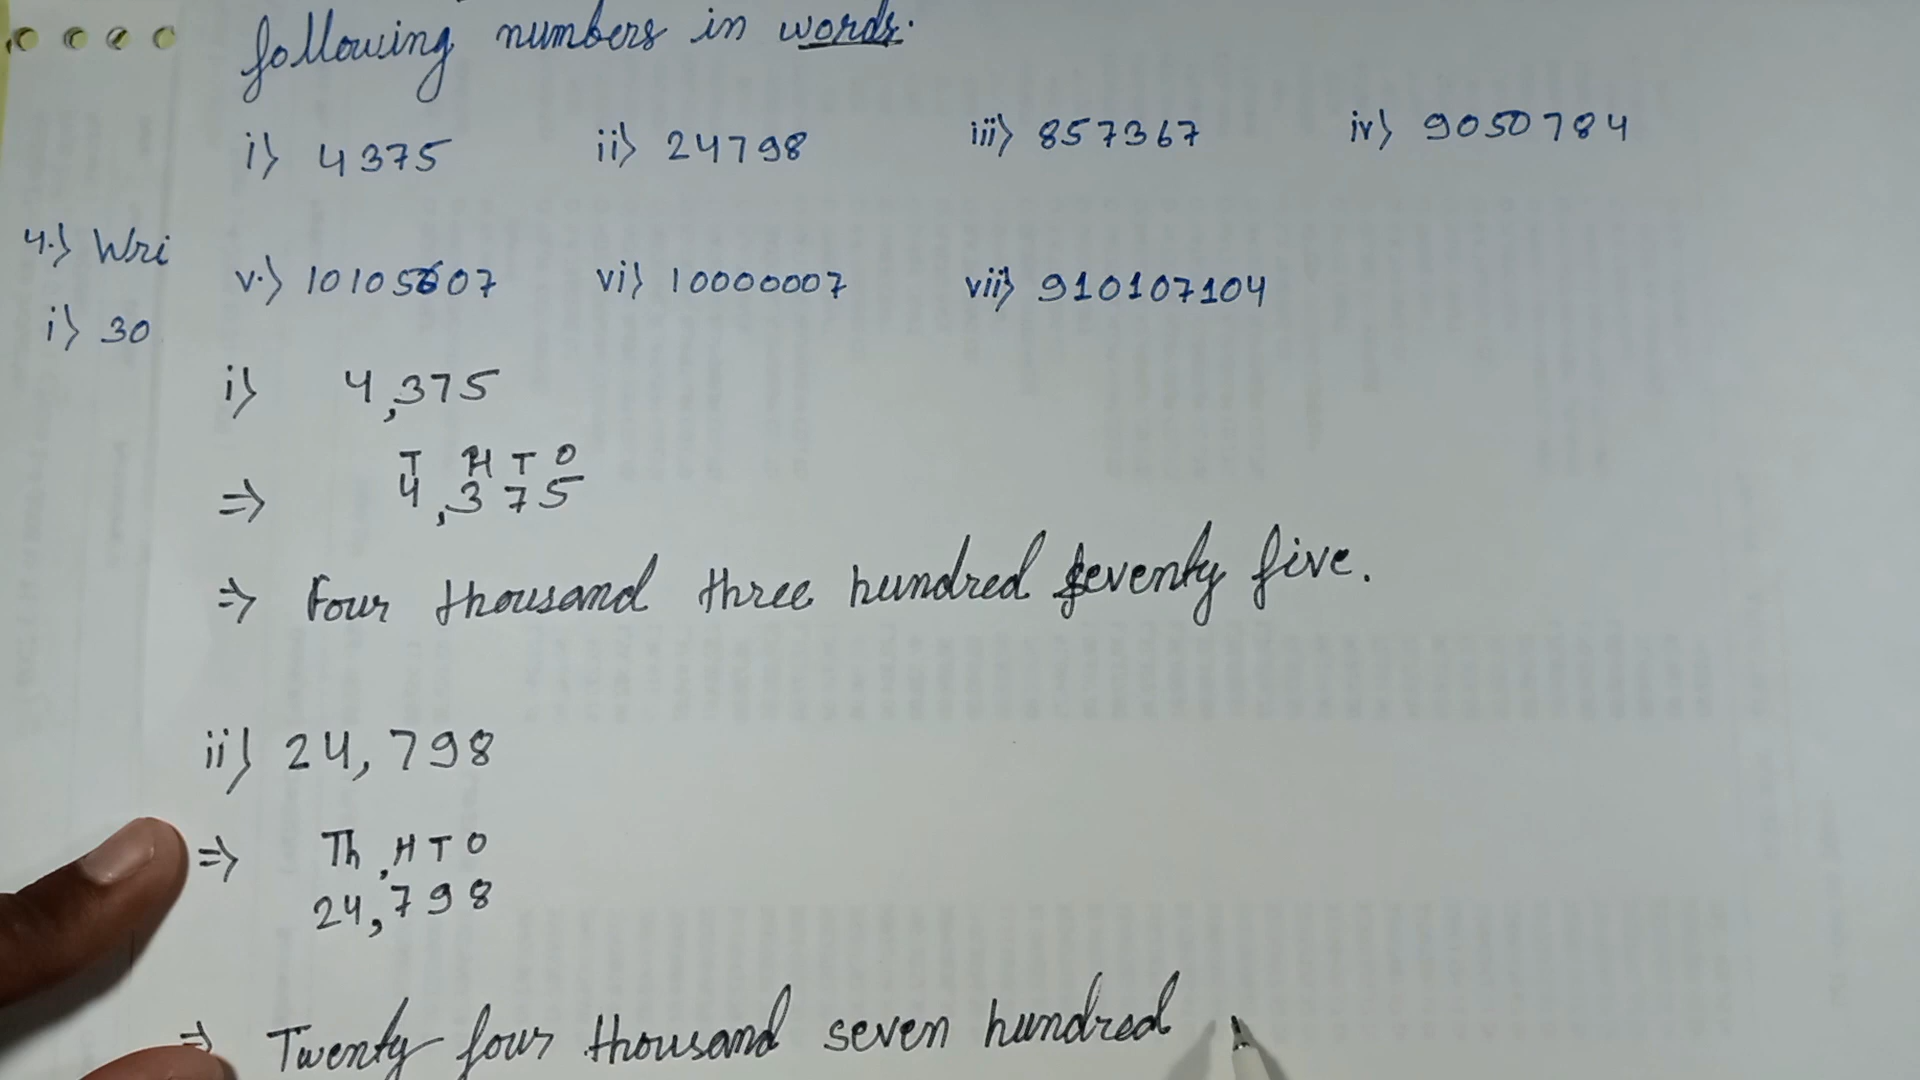 following numbers in words.
i) 4375 ii) 24798 iii) 857367 iv) 9050784
4.) Wri
v.) 10105607 vi) 10000007 vii) 910107104
i) 30
i) 4,375
T H T O
⇒ 4,375
⇒ Four thousand three hundred seventy five.
ii) 24,798
⇒ Th, H T O
24,798
⇒ Twenty four thousand seven hundred